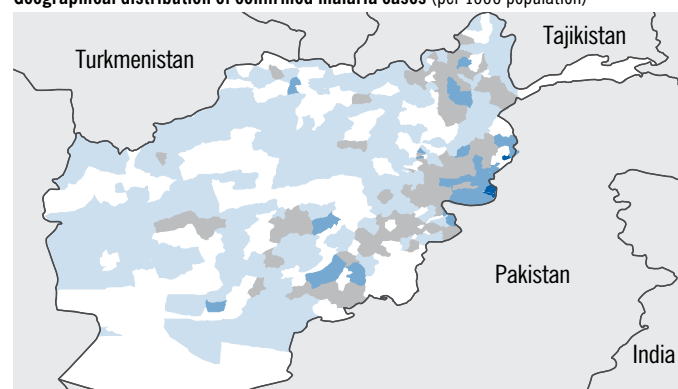 Geographical distribution of confirmed malaria cases (per 1000 population)
Turkmenistan
Tajikistan
Pakistan
India